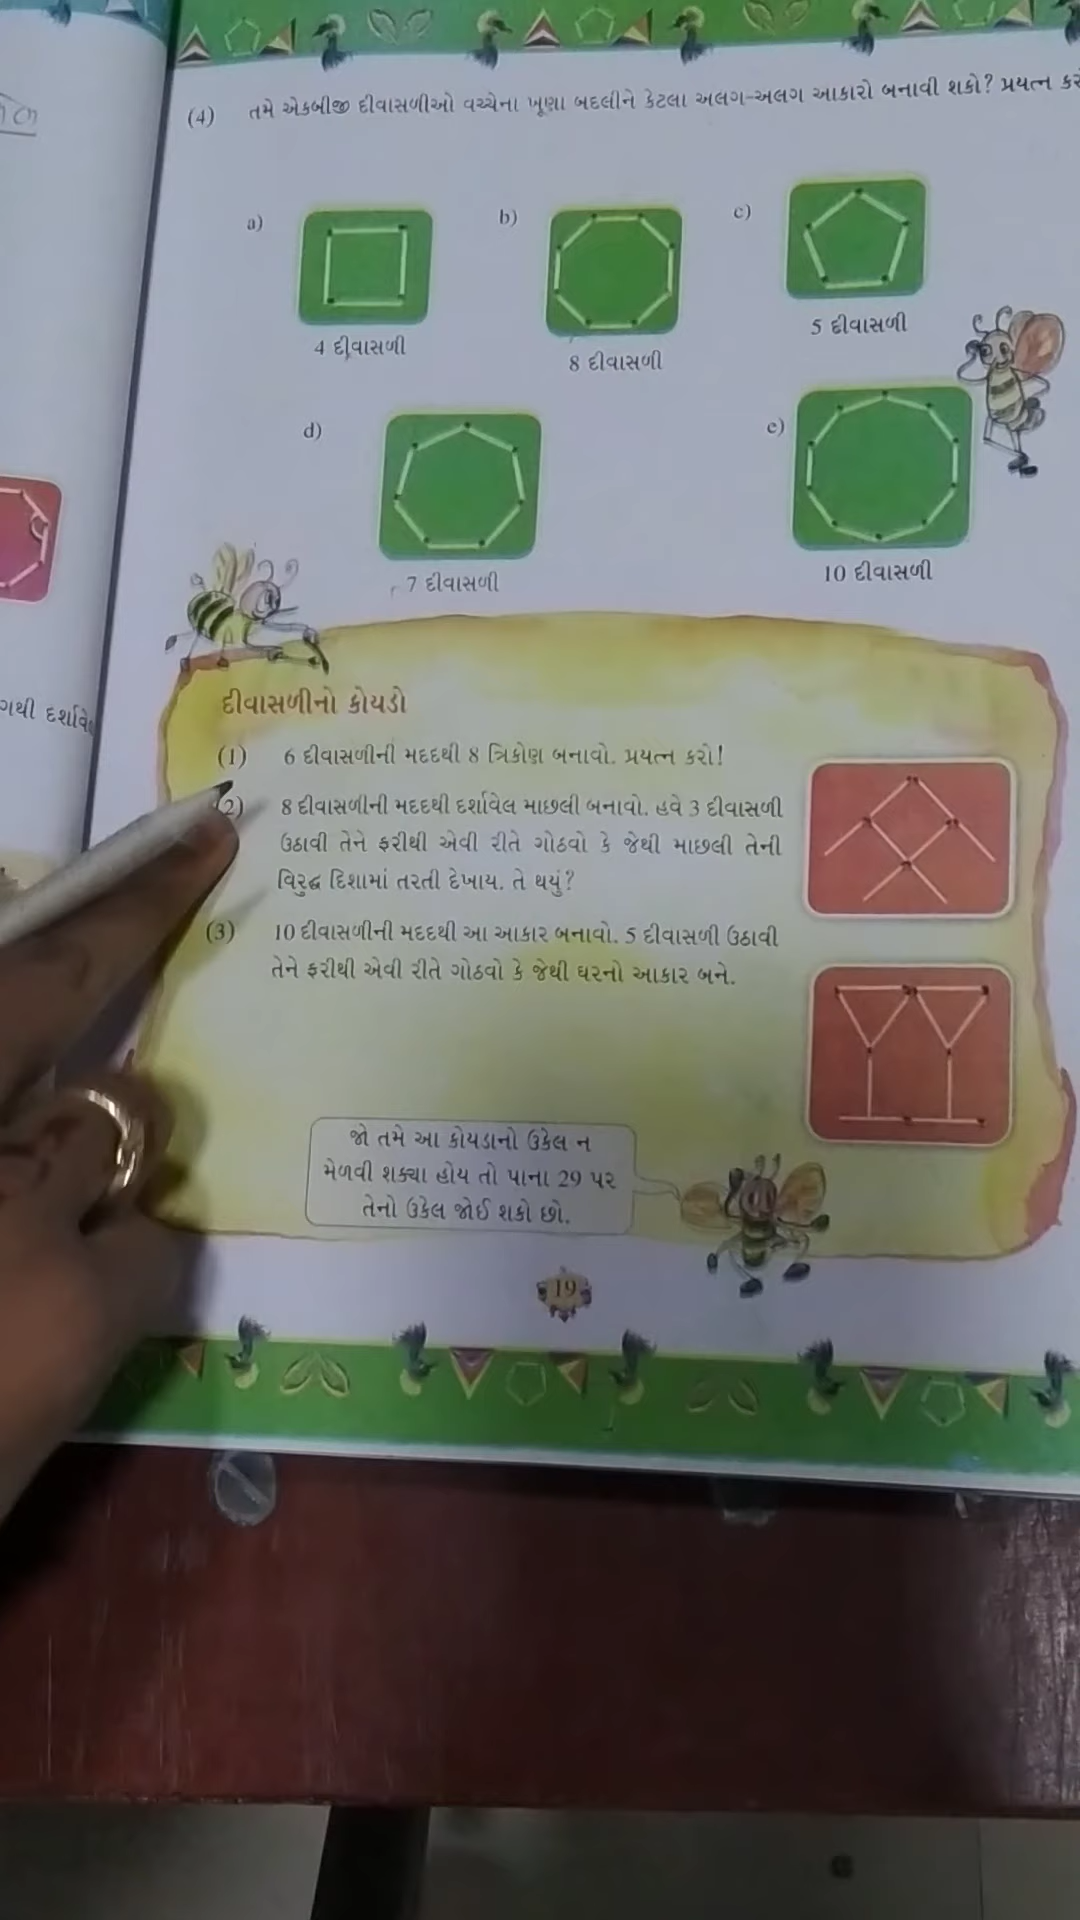 (4) તમે એકબીજી દીવાસળીઓ વચ્ચેના ખૂણા બદલીને કેટલા અલગ-અલગ આકારો બનાવી શકો? પ્રયત્ન
a)
b)
c)
4 દીવાસળી
8 દીવાસળી
5 દીવાસળી
d)
e)
7 દીવાસળી
10 દીવાસળી
દીવાસળીનો કોયડો
(1) 6 દીવાસળીની મદદથી 8 ત્રિકોણ બનાવો. પ્રયત્ન કરો!
(2) 8 દીવાસળીની મદદથી દર્શાવેલ માછલી બનાવો. હવે 3 દીવાસળી
ઉઠાવી તેને ફરીથી એવી રીતે ગોઠવો કે જેથી માછલી તેની
વિરુદ્ધ દિશામાં તરતી દેખાય. તે થયું?
(3) 10 દીવાસળીની મદદથી આ આકાર બનાવો. 5 દીવાસળી ઉઠાવી
તેને ફરીથી એવી રીતે ગોઠવો કે જેથી ઘરનો આકાર બને.
જો તમે આ કોયડાનો ઉકેલ ન
મેળવી શક્યા હોય તો પાના 29 પર
તેનો ઉકેલ જોઈ શકો છો.
19